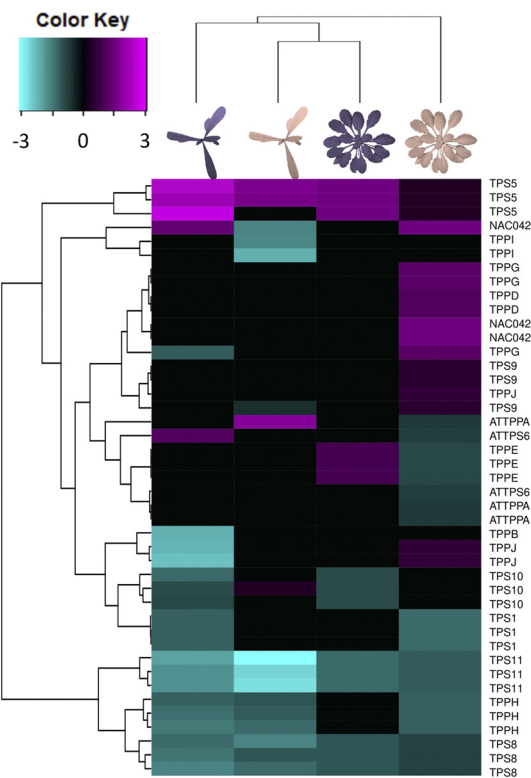 Color Key
-3 0 3
TPS5
TPS5
TPS5
NAC042
TPPI
TPPI
TPPG
TPPG
TPPD
TPPD
NAC042
NAC042
TPPG
TPS9
TPS9
TPPJ
TPS9
ATTPPA
ATTPS6
TPPE
TPPE
TPPE
ATTPS6
ATTPPA
ATTPPA
TPPB
TPPJ
TPPJ
TPS10
TPS10
TPS10
TPS1
TPS1
TPS1
TPS11
TPS11
TPS11
TPPH
TPPH
TPPH
TPS8
TPS8
TPS8